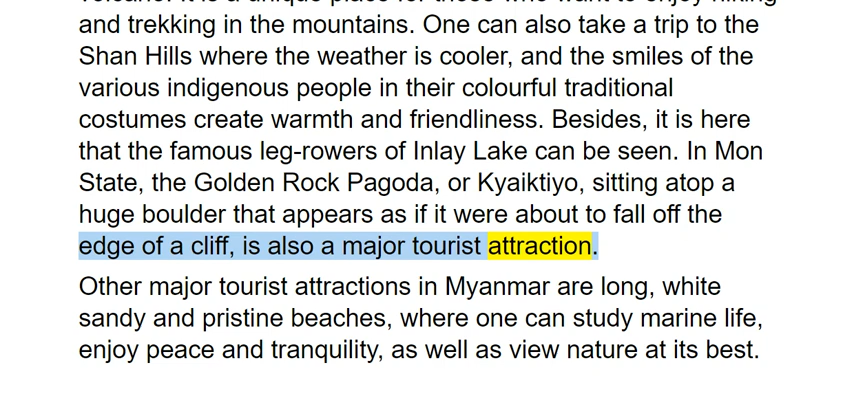 and trekking in the mountains. One can also take a trip to the
Shan Hills where the weather is cooler, and the smiles of the
various indigenous people in their colourful traditional
costumes create warmth and friendliness. Besides, it is here
that the famous leg-rowers of Inlay Lake can be seen. In Mon
State, the Golden Rock Pagoda, or Kyaiktiyo, sitting atop a
huge boulder that appears as if it were about to fall off the
edge of a cliff, is also a major tourist attraction.
Other major tourist attractions in Myanmar are long, white
sandy and pristine beaches, where one can study marine life,
enjoy peace and tranquility, as well as view nature at its best.